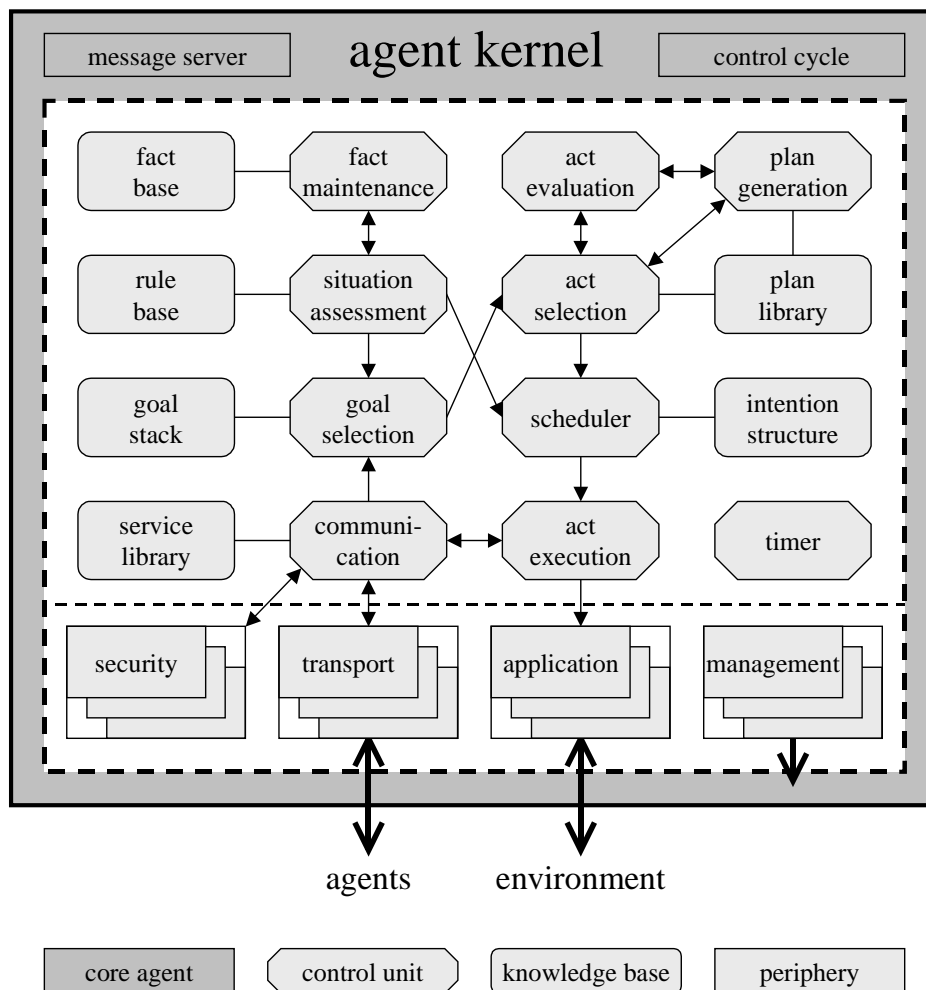 message server
agent kernel
control cycle
fact
base
fact
maintenance
act
evaluation
plan
generation
rule
base
situation
assessment
act
selection
plan
library
goal
stack
goal
selection
scheduler
intention
structure
service
library
communi-
cation
act
execution
timer
security
transport
application
management
agents
environment
core agent
control unit
knowledge base
periphery